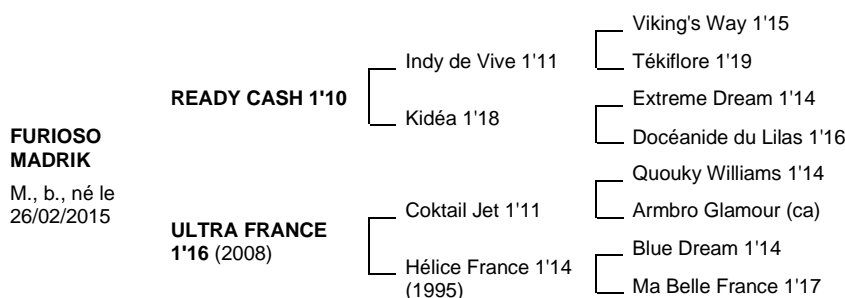 FURIOSO
MADRIK
M., b., né le
26/02/2015
READY CASH 1'10
ULTRA FRANCE
1'16 (2008)
Indy de Vive 1'11
Kidéa 1'18
Coktail Jet 1'11
Hélice France 1'14
(1995)
Viking's Way 1'15
Tékiflore 1'19
Extreme Dream 1'14
Docéanide du Lilas 1'16
Quouky Williams 1'14
Armbro Glamour (ca)
Blue Dream 1'14
Ma Belle France 1'17